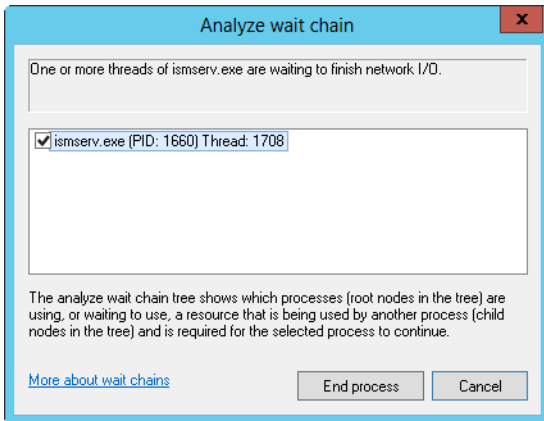 Analyze wait chain
x
One or more threads of ismserv.exe are waiting to finish network I/O.
ismserv.exe (PID: 1660) Thread: 1708
The analyze wait chain tree shows which processes (root nodes in the tree) are
using, or waiting to use, a resource that is being used by another process (child
nodes in the tree) and is required for the selected process to continue.
More about wait chains
End process
Cancel